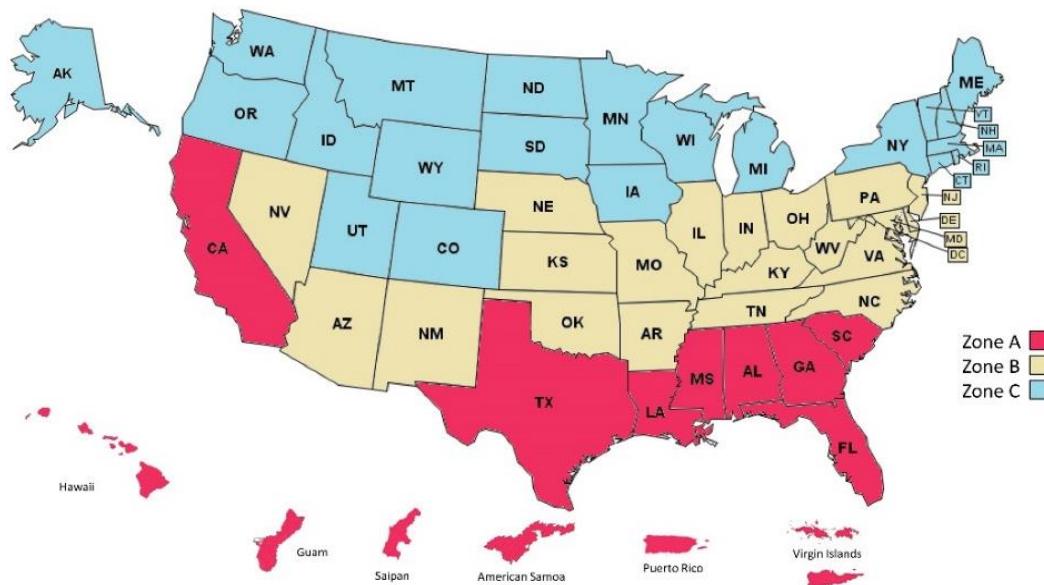 WA
AK
MT
ND
ME
OR
MN
VT
ID
SD
WI
NY
NH
MA
WY
MI
RI
CT
IA
NE
PA
NJ
NV
OH
UT
IL
IN
DE
CA
CO
WV
MD
KS
MO
VA
DC
KY
NC
TN
AZ
NM
OK
AR
SC
Zone A
MS
AL
GA
Zone B
TX
Zone C
LA
FL
Hawaii
Guam
Virgin Islands
Saipan
American Samoa
Puerto Rico